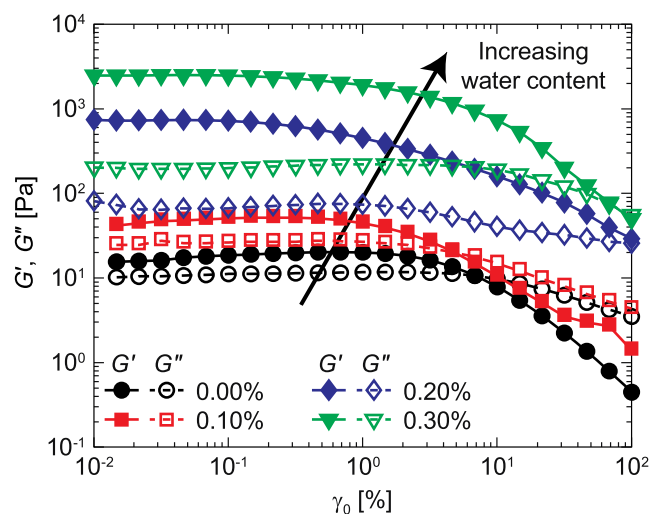 10⁴
10³
10²
10¹
10⁰
10⁻¹
G′, G″ [Pa]
Increasing
water content
G′ G″ G′ G″
0.00% 0.20%
0.10% 0.30%
10⁻² 10⁻¹ 10⁰ 10¹ 10²
γ₀ [%]